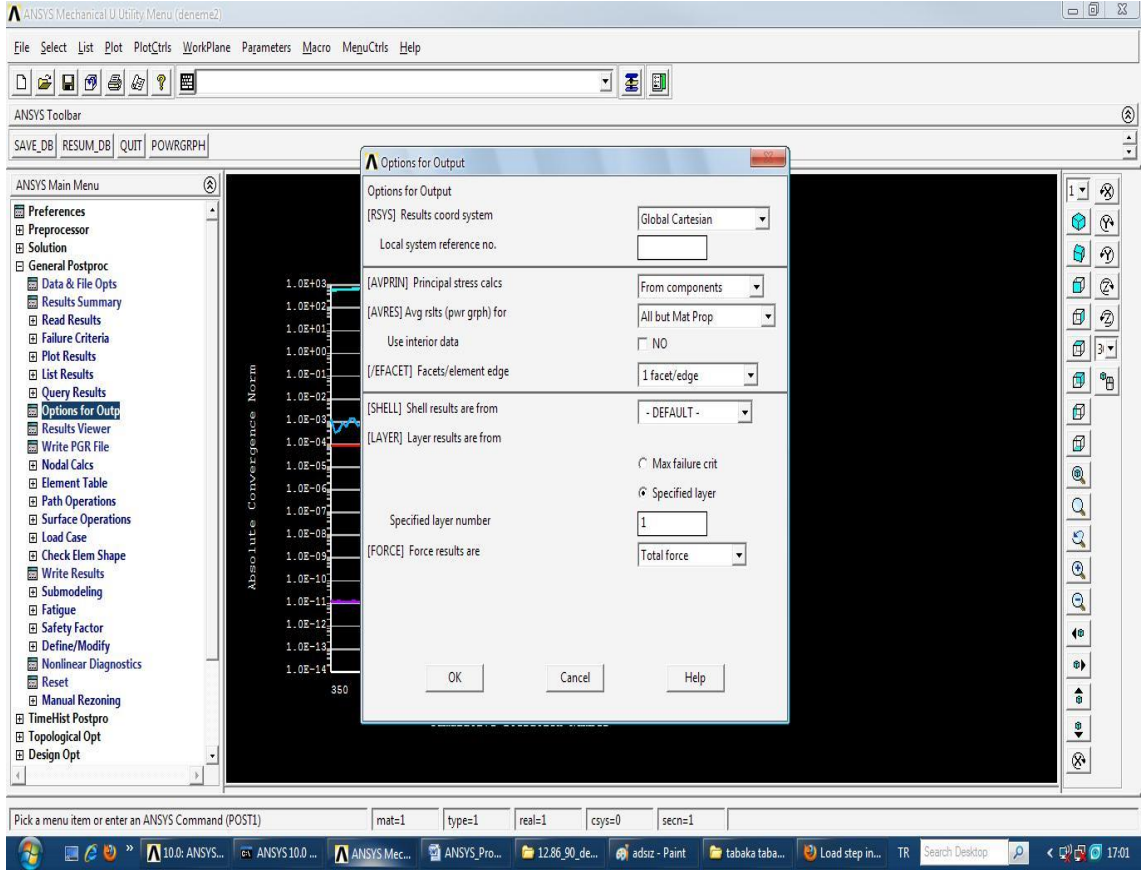 ANSYS Mechanical U Utility Menu (deneme2)
File Select List Plot PlotCtrls WorkPlane Parameters Macro MenuCtrls Help
ANSYS Toolbar
SAVE_DB RESUM_DB QUIT POWRGRPH
ANSYS Main Menu
Preferences
Preprocessor
Solution
General Postproc
Data & File Opts
Results Summary
Read Results
Failure Criteria
Plot Results
List Results
Query Results
Options for Outp
Results Viewer
Write PGR File
Nodal Calcs
Element Table
Path Operations
Surface Operations
Load Case
Check Elem Shape
Write Results
Submodeling
Fatigue
Safety Factor
Define/Modify
Nonlinear Diagnostics
Reset
Manual Rezoning
TimeHist Postpro
Topological Opt
Design Opt
Absolute Convergence Norm
1.0E+03
1.0E+02
1.0E+01
1.0E+00
1.0E-01
1.0E-02
1.0E-03
1.0E-04
1.0E-05
1.0E-06
1.0E-07
1.0E-08
1.0E-09
1.0E-10
1.0E-11
1.0E-12
1.0E-13
1.0E-14
350
Options for Output
Options for Output
[RSYS] Results coord system Global Cartesian
Local system reference no.
[AVPRIN] Principal stress calcs From components
[AVRES] Avg rslts (pwr grph) for All but Mat Prop
Use interior data NO
[/EFACET] Facets/element edge 1 facet/edge
[SHELL] Shell results are from - DEFAULT -
[LAYER] Layer results are from
Max failure crit
Specified layer
Specified layer number 1
[FORCE] Force results are Total force
OK Cancel Help
1
Pick a menu item or enter an ANSYS Command (POST1) mat=1 type=1 real=1 csys=0 secn=1
10.0: ANSYS... ANSYS 10.0 ... ANSYS Mec... ANSYS_Pro... 12.86_90_de... adsız - Paint tabaka taba... Load step in... TR Search Desktop 17:01